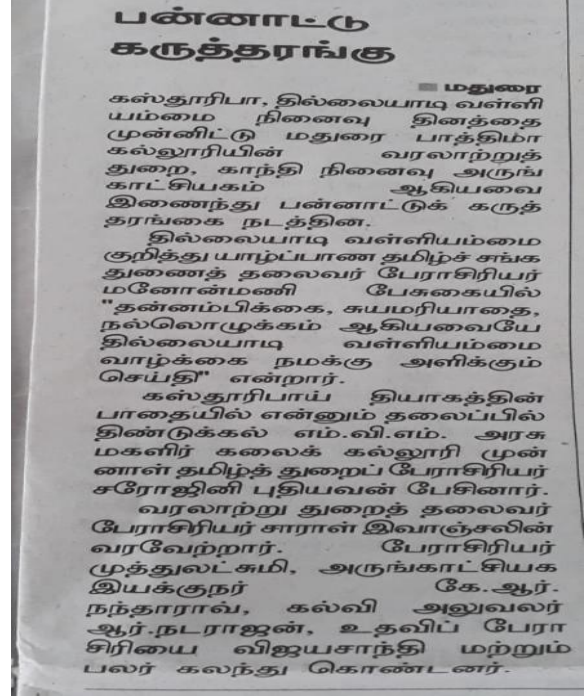 பன்னாட்டு
கருத்தரங்கு
மதுரை
கஸ்தூரிபா, தில்லையாடி வள்ளி
யம்மை நினைவு தினத்தை
முன்னிட்டு மதுரை பாத்திமா
கல்லூரியின் வரலாற்றுத்
துறை, காந்தி நினைவு அருங்
காட்சியகம் ஆகியவை
இணைந்து பன்னாட்டுக் கருத்
தரங்கை நடத்தின.
தில்லையாடி வள்ளியம்மை
குறித்து யாழ்ப்பாண தமிழ்ச் சங்க
துணைத் தலைவர் பேராசிரியர்
மனோன்மணி பேசுகையில்
"தன்னம்பிக்கை, சுயமரியாதை,
நல்லொழுக்கம் ஆகியவையே
தில்லையாடி வள்ளியம்மை
வாழ்க்கை நமக்கு அளிக்கும்
செய்தி" என்றார்.
கஸ்தூரிபாய் தியாகத்தின்
பாதையில் என்னும் தலைப்பில்
திண்டுக்கல் எம்.வி.எம். அரசு
மகளிர் கலைக் கல்லூரி முன்
னாள் தமிழ்த் துறைப் பேராசிரியர்
சரோஜினி புதியவன் பேசினார்.
வரலாற்று துறைத் தலைவர்
பேராசிரியர் சாராள் இவாஞ்சலின்
வரவேற்றார். பேராசிரியர்
முத்துலட்சுமி, அருங்காட்சியக
இயக்குநர் கே.ஆர்.
நந்தாராவ், கல்வி அலுவலர்
ஆர்.நடராஜன், உதவிப் பேரா
சிரியை விஜயசாந்தி மற்றும்
பலர் கலந்து கொண்டனர்.